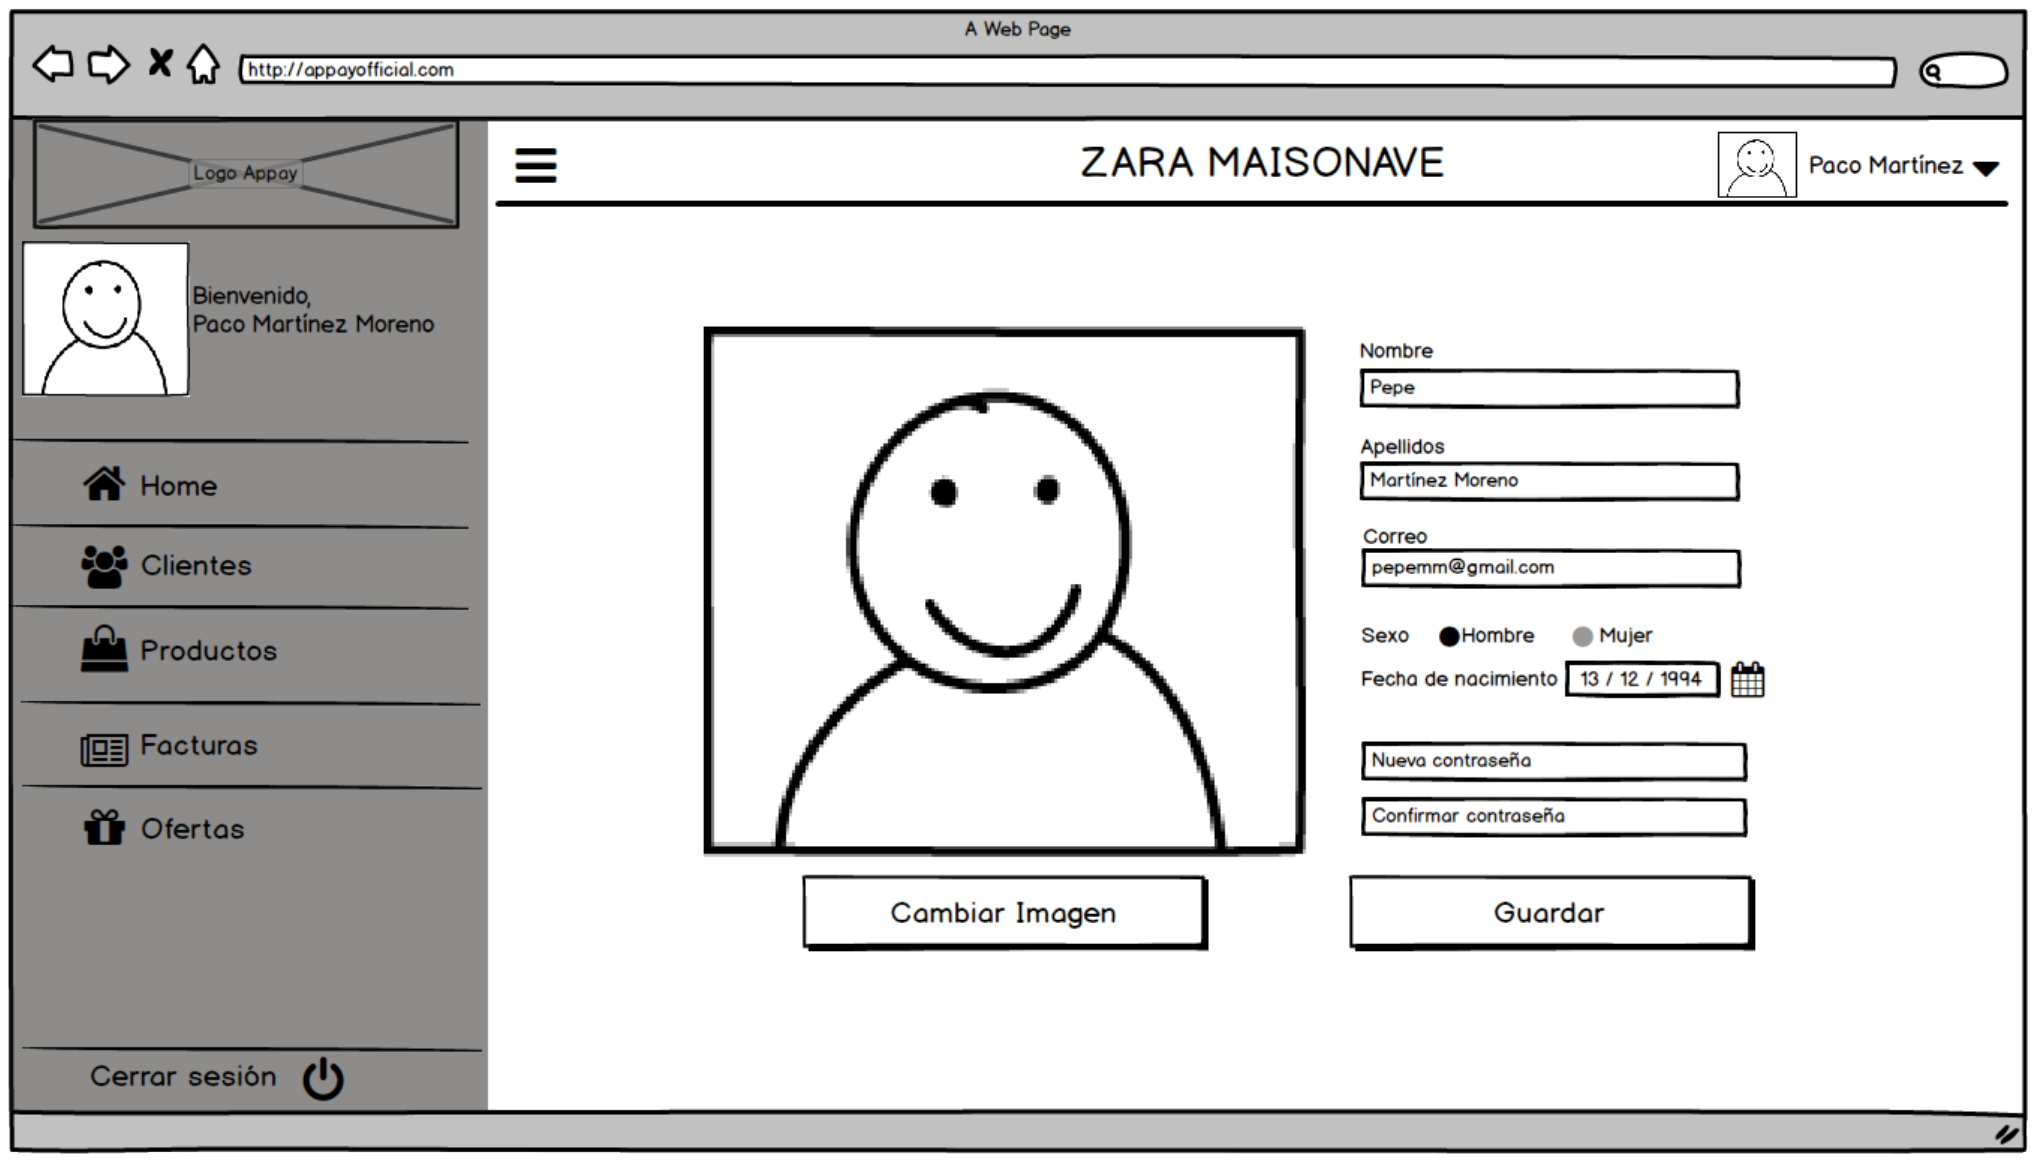 A Web Page
http://appayofficial.com
Logo Appay
ZARA MAISONAVE
Paco Martínez
Bienvenido,
Paco Martínez Moreno
Home
Clientes
Productos
Facturas
Ofertas
Cerrar sesión
Nombre
Pepe
Apellidos
Martínez Moreno
Correo
pepemm@gmail.com
Sexo Hombre Mujer
Fecha de nacimiento 13 / 12 / 1994
Nueva contraseña
Confirmar contraseña
Cambiar Imagen
Guardar